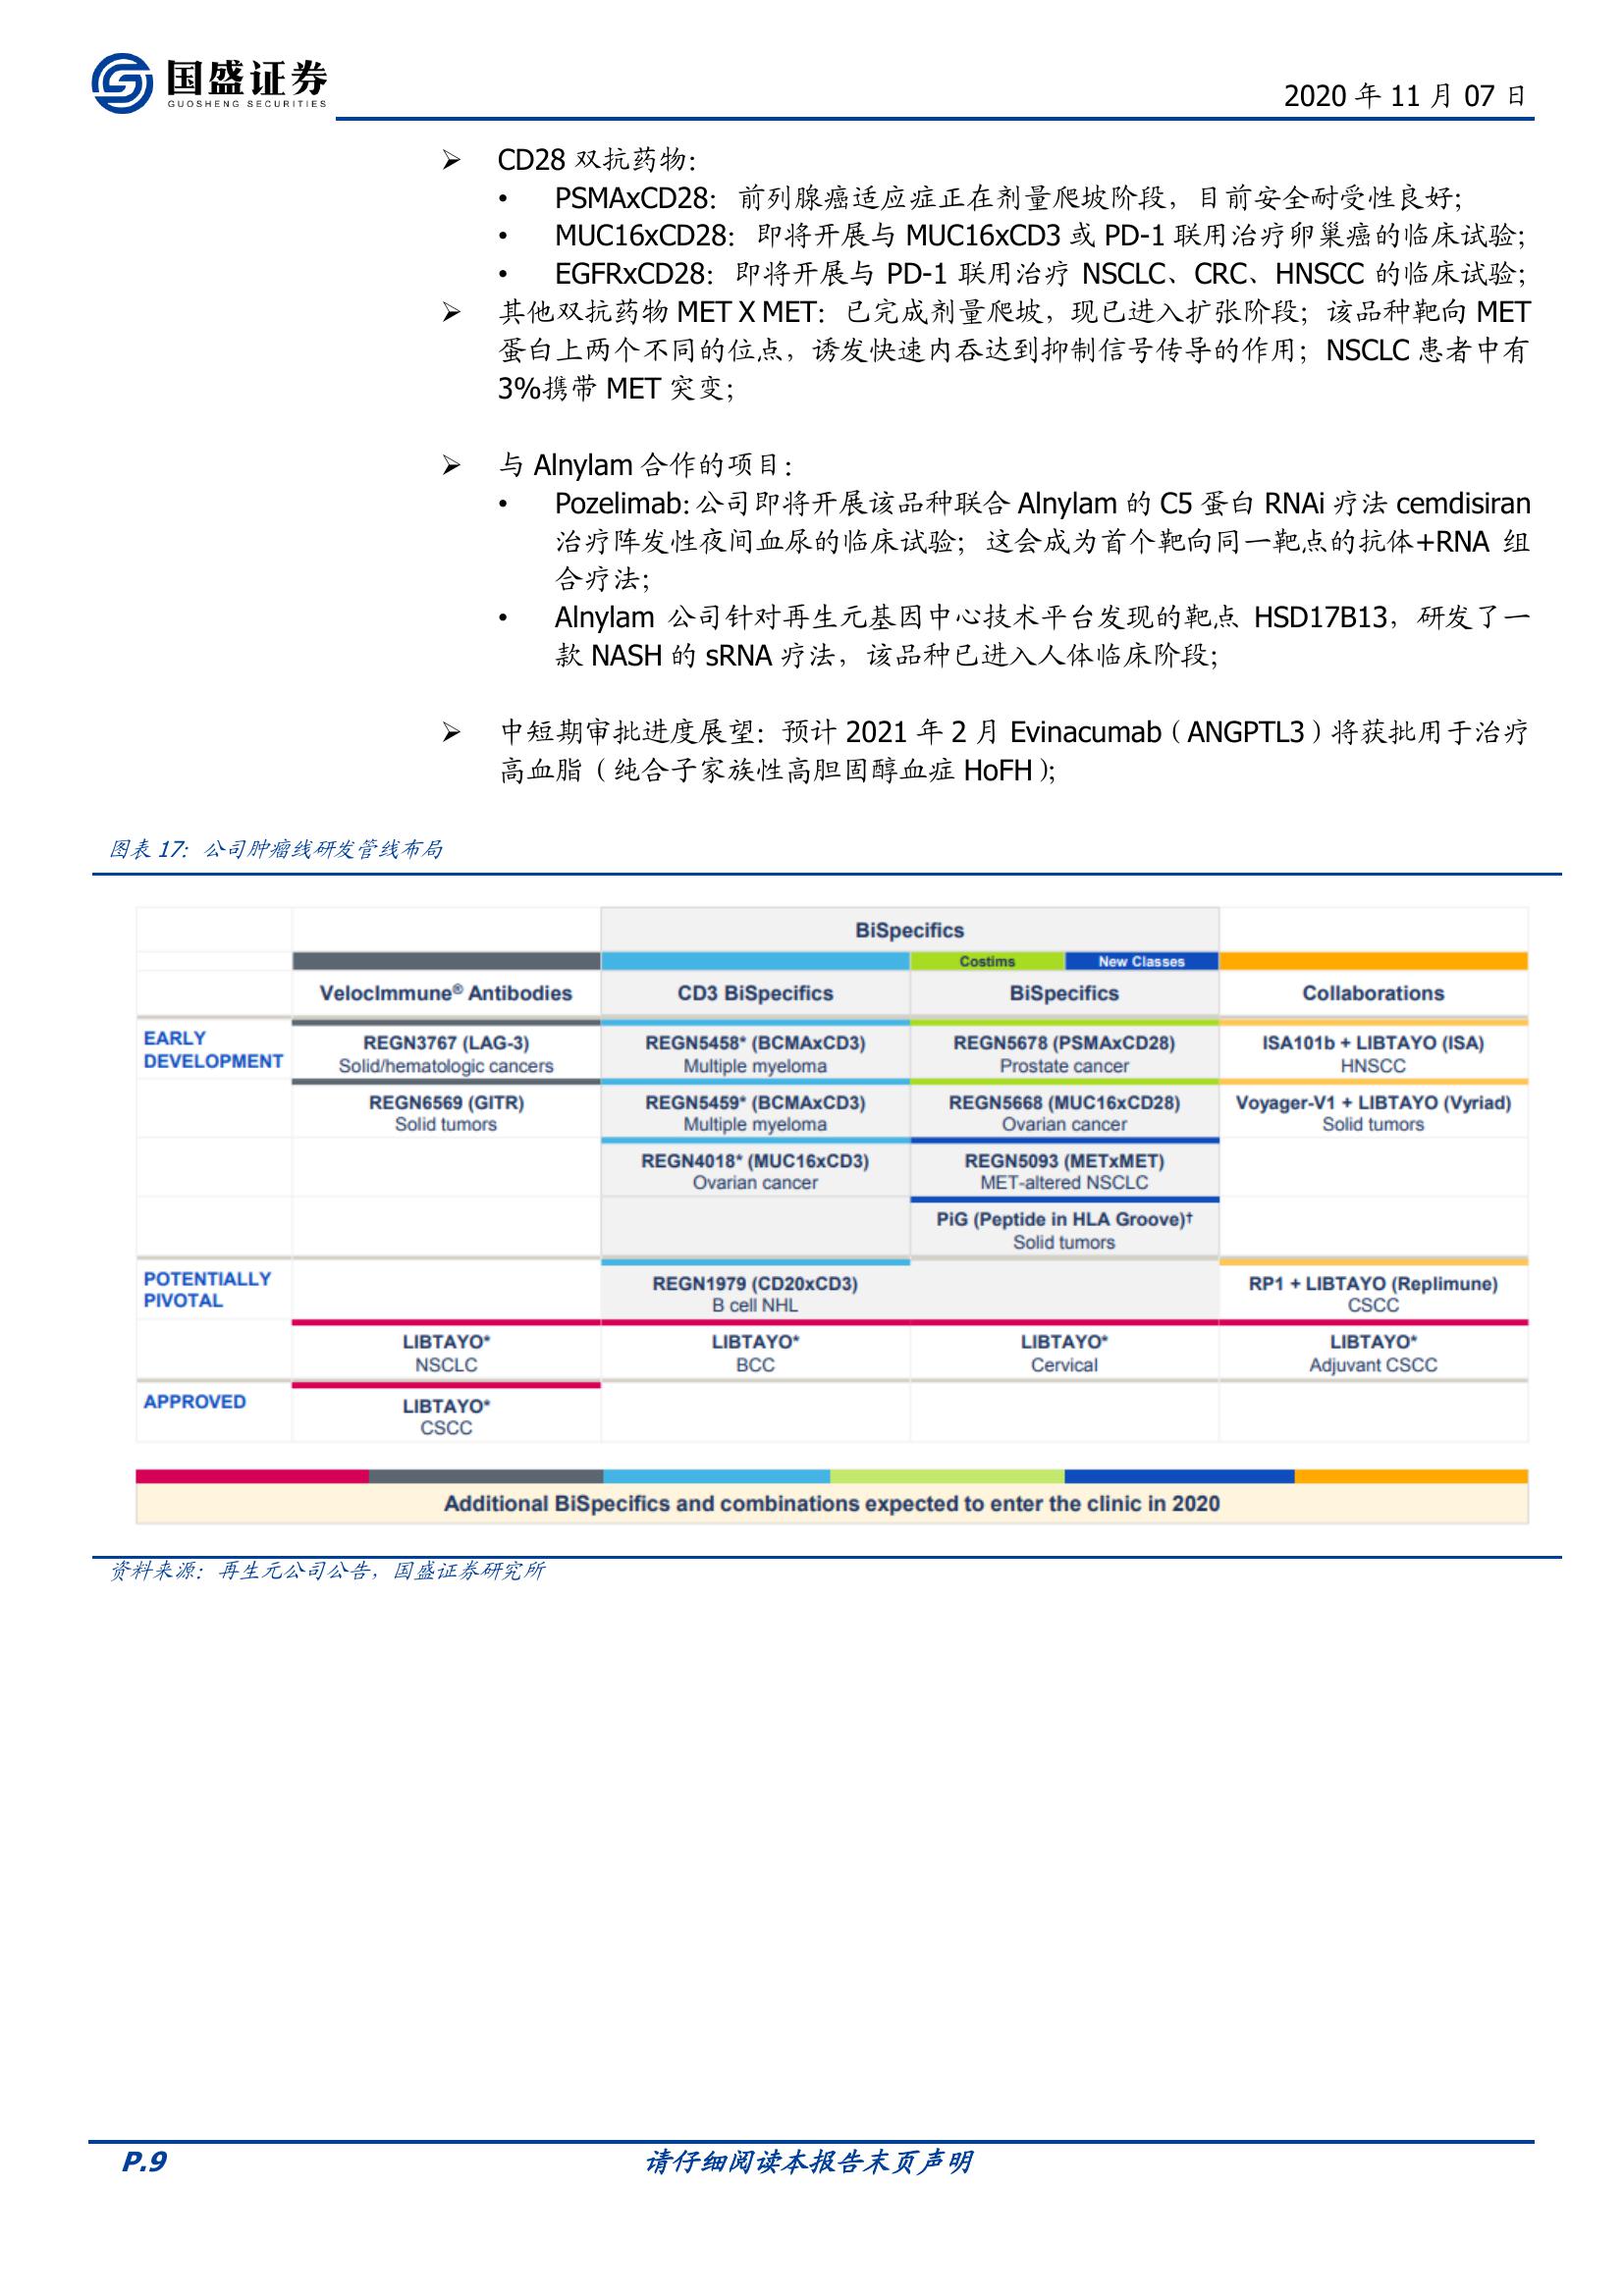 国盛证券
GUOSHENG SECURITIES
2020 年 11 月 07 日
➢ CD28 双抗药物：
• PSMAxCD28：前列腺癌适应症正在剂量爬坡阶段，目前安全耐受性良好；
• MUC16xCD28：即将开展与 MUC16xCD3 或 PD-1 联用治疗卵巢癌的临床试验；
• EGFRxCD28：即将开展与 PD-1 联用治疗 NSCLC、CRC、HNSCC 的临床试验；
➢ 其他双抗药物 MET X MET：已完成剂量爬坡，现已进入扩张阶段；该品种靶向 MET
蛋白上两个不同的位点，诱发快速内吞达到抑制信号传导的作用；NSCLC 患者中有
3%携带 MET 突变；
➢ 与 Alnylam 合作的项目：
• Pozelimab：公司即将开展该品种联合 Alnylam 的 C5 蛋白 RNAi 疗法 cemdisiran
治疗阵发性夜间血尿的临床试验；这会成为首个靶向同一靶点的抗体+RNA 组
合疗法；
• Alnylam 公司针对再生元基因中心技术平台发现的靶点 HSD17B13，研发了一
款 NASH 的 sRNA 疗法，该品种已进入人体临床阶段；
➢ 中短期审批进度展望：预计 2021 年 2 月 Evinacumab（ANGPTL3）将获批用于治疗
高血脂（纯合子家族性高胆固醇血症 HoFH）；
图表 17：公司肿瘤线研发管线布局
BiSpecifics
Costims New Classes
VelocImmune® Antibodies CD3 BiSpecifics BiSpecifics Collaborations
EARLY DEVELOPMENT
REGN3767 (LAG-3) REGN5458* (BCMAxCD3) REGN5678 (PSMAxCD28) ISA101b + LIBTAYO (ISA)
Solid/hematologic cancers Multiple myeloma Prostate cancer HNSCC
REGN6569 (GITR) REGN5459* (BCMAxCD3) REGN5668 (MUC16xCD28) Voyager-V1 + LIBTAYO (Vyriad)
Solid tumors Multiple myeloma Ovarian cancer Solid tumors
REGN4018* (MUC16xCD3) REGN5093 (METxMET)
Ovarian cancer MET-altered NSCLC
PiG (Peptide in HLA Groove)†
Solid tumors
POTENTIALLY PIVOTAL
REGN1979 (CD20xCD3) RP1 + LIBTAYO (Replimune)
B cell NHL CSCC
LIBTAYO* LIBTAYO* LIBTAYO* LIBTAYO*
NSCLC BCC Cervical Adjuvant CSCC
APPROVED LIBTAYO*
CSCC
Additional BiSpecifics and combinations expected to enter the clinic in 2020
资料来源：再生元公司公告，国盛证券研究所
P.9 请仔细阅读本报告末页声明